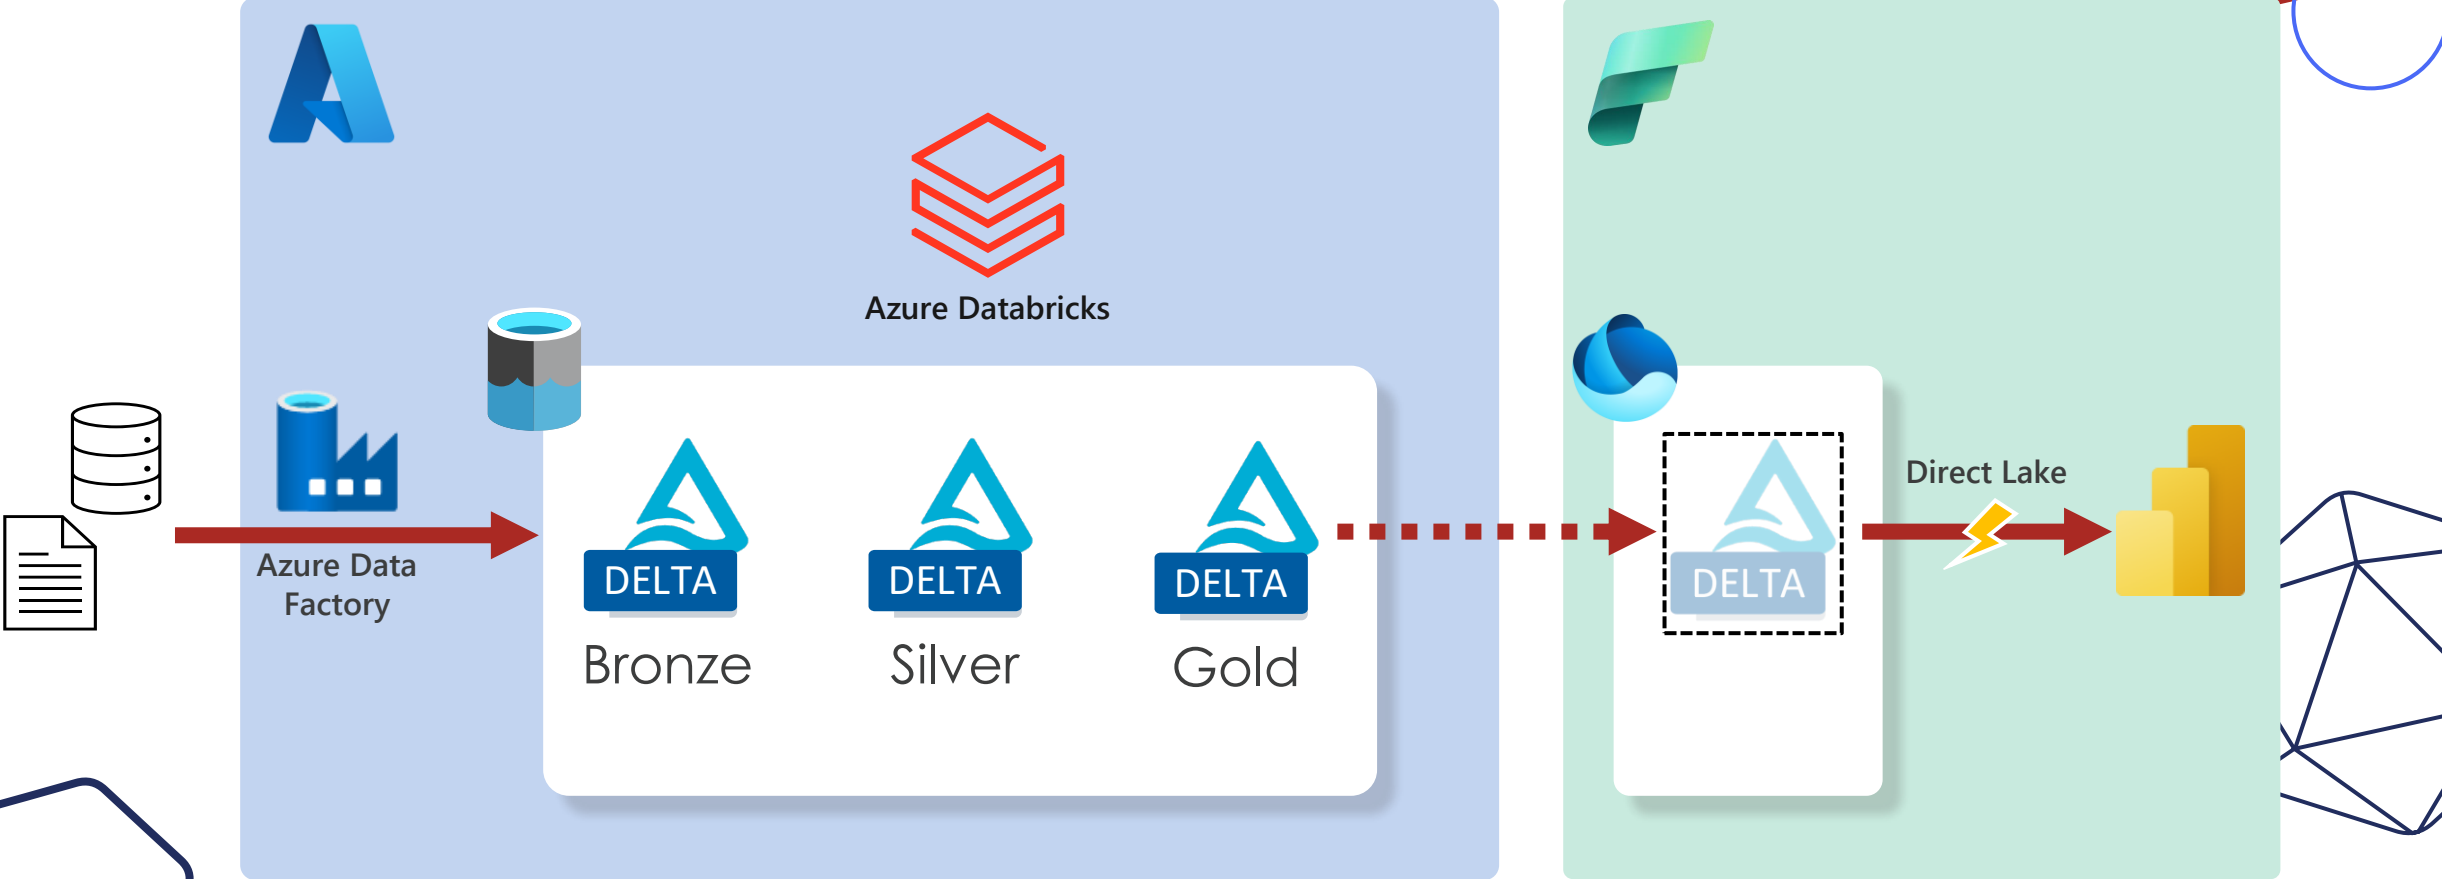 Azure Databricks
Azure Data
Factory
DELTA
Bronze
DELTA
Silver
DELTA
Gold
DELTA
Direct Lake